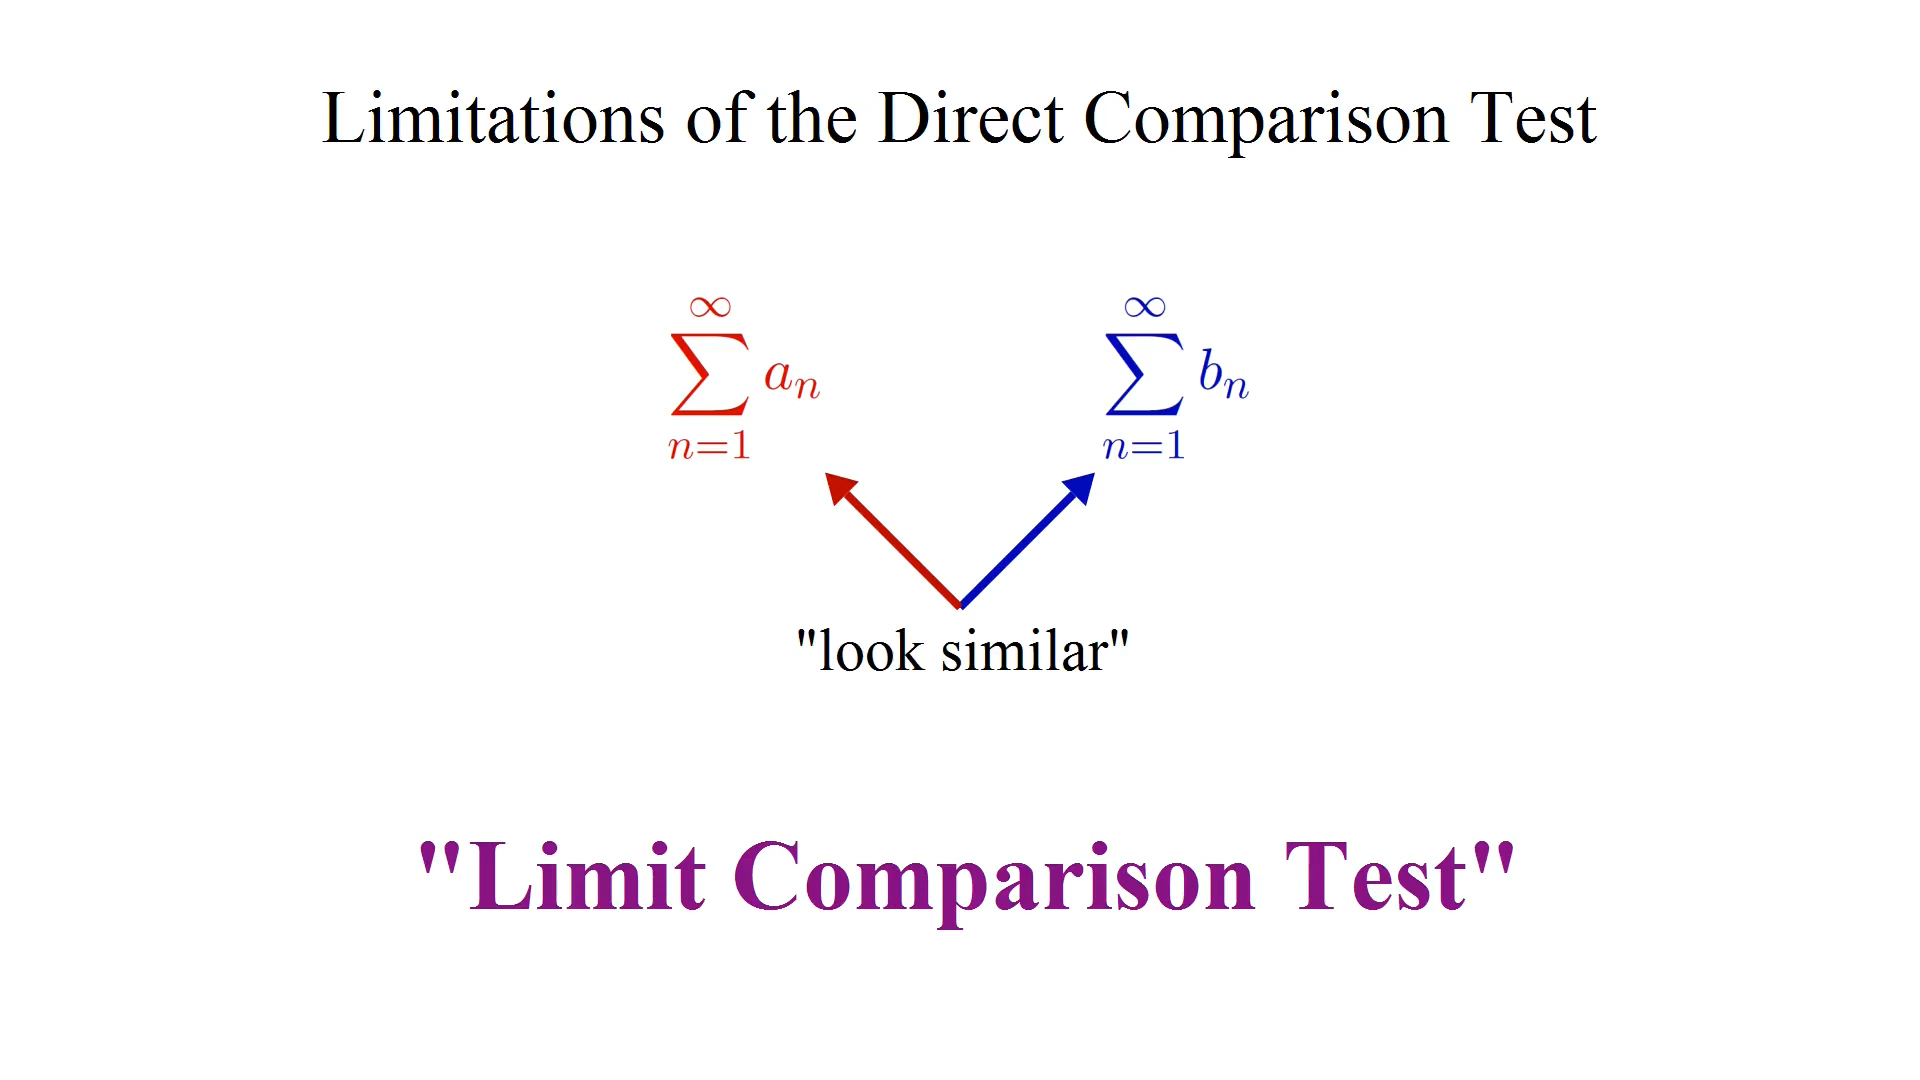 Limitations of the Direct Comparison Test
∞ ∞
∑ aₙ ∑ bₙ
n=1 n=1
"look similar"
"Limit Comparison Test"